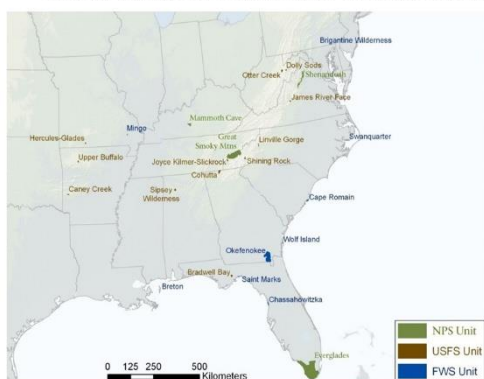 Brigantine Wilderness
Dolly Sods
Otter Creek
Shenandoah
James River Face
Mammoth Cave
Mingo
Hercules-Glades
Great
Smoky Mtns
Linville Gorge
Swanquarter
Upper Buffalo
Joyce Kilmer-Slickrock
Shining Rock
Cohutta
Caney Creek
Sipsey
Wilderness
Cape Romain
Wolf Island
Okefenokee
Bradwell Bay
Saint Marks
Breton
Chassahowitzka
Everglades
NPS Unit
USFS Unit
FWS Unit
0 125 250 500
Kilometers